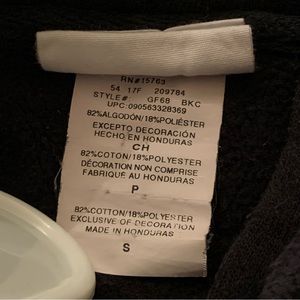 RN#15763
54 17F 209784
STYLE#: GF68 BKC
UPC:090563328369
82%ALGODÓN/18%POLIÉSTER
EXCEPTO DECORACIÓN
HECHO EN HONDURAS
CH
82%COTON/18%POLYESTER
DÉCORATION NON COMPRISE
FABRIQUÉ AU HONDURAS
P
82%COTTON/18%POLYESTER
EXCLUSIVE OF DECORATION
MADE IN HONDURAS
S